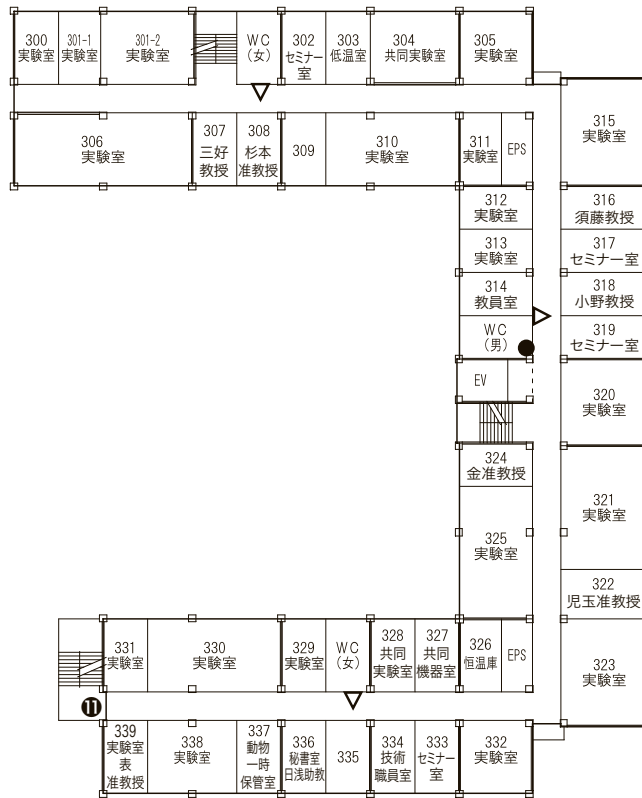 300
実験室
301-1
実験室
301-2
実験室
WC
(女)
302
セミナー
室
303
低温室
304
共同実験室
305
実験室
306
実験室
307
三好
教授
308
杉本
准教授
309
310
実験室
311
実験室
EPS
315
実験室
312
実験室
316
須藤教授
313
実験室
317
セミナー室
314
教員室
318
小野教授
WC
(男)
319
セミナー室
EV
320
実験室
324
金准教授
321
実験室
325
実験室
322
児玉准教授
331
実験室
330
実験室
329
実験室
WC
(女)
328
共同
実験室
327
共同
機器室
326
恒温庫
EPS
323
実験室
11
339
実験室
表
准教授
338
実験室
337
動物
一時
保管室
336
秘書室
日浅助教
335
334
技術
職員室
333
セミナー
室
332
実験室